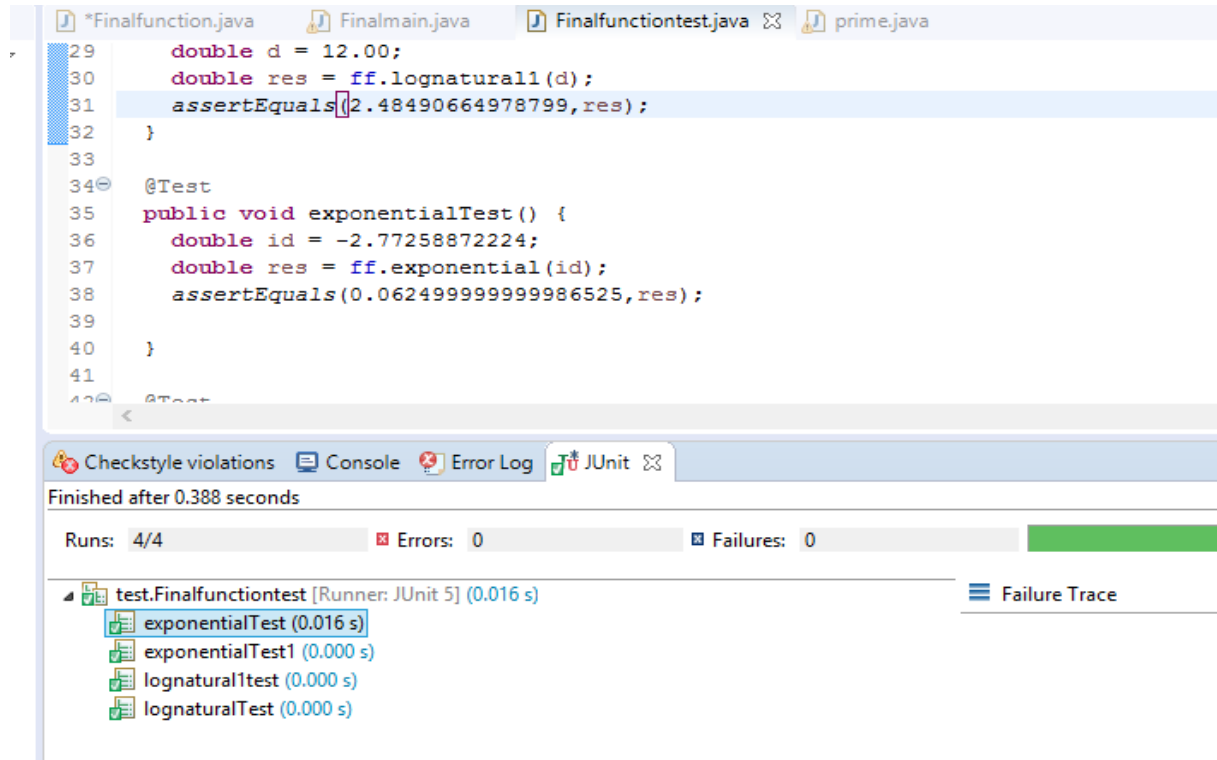 *Finalfunction.java Finalmain.java Finalfunctiontest.java prime.java
29 double d = 12.00;
30 double res = ff.lognatural1(d);
31 assertEquals(2.48490664978799,res);
32 }
33
34 @Test
35 public void exponentialTest() {
36 double id = -2.77258872224;
37 double res = ff.exponential(id);
38 assertEquals(0.062499999999986525,res);
39
40 }
41
42 @Test
Checkstyle violations Console Error Log JUnit
Finished after 0.388 seconds
Runs: 4/4 Errors: 0 Failures: 0
test.Finalfunctiontest [Runner: JUnit 5] (0.016 s) Failure Trace
exponentialTest (0.016 s)
exponentialTest1 (0.000 s)
lognatural1test (0.000 s)
lognaturalTest (0.000 s)